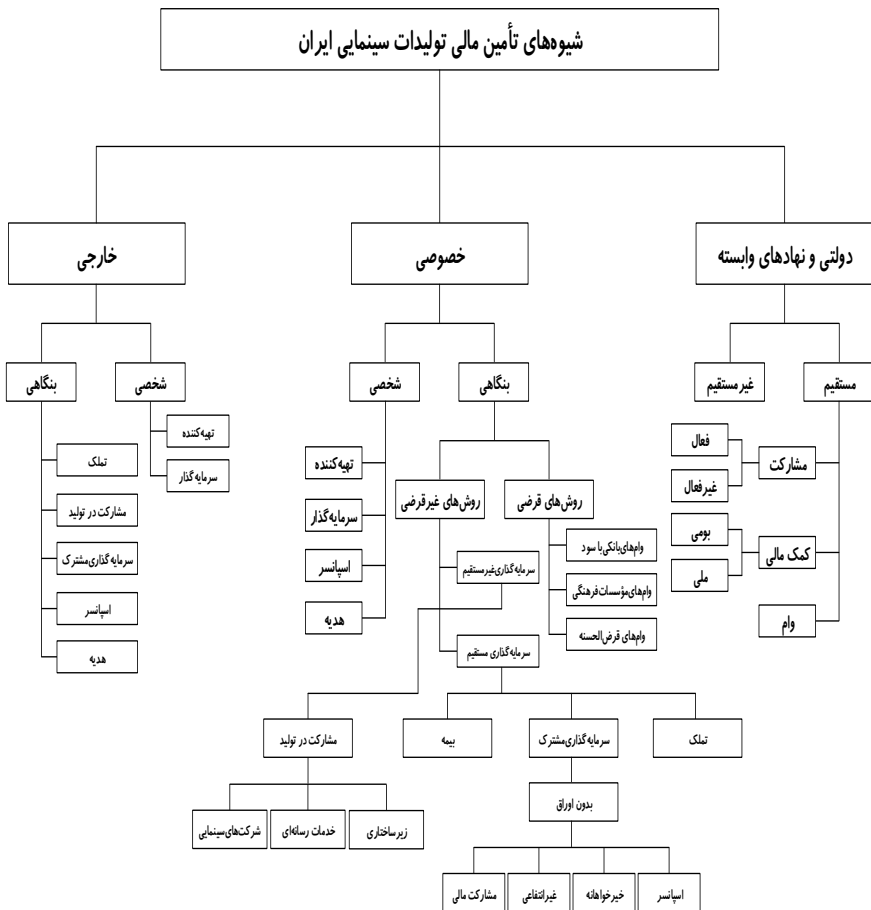 شیوه‌های تأمین مالی تولیدات سینمایی ایران
دولتی و نهادهای وابسته
خصوصی
خارجی
مستقیم
غیر مستقیم
بنگاهی
شخصی
شخصی
بنگاهی
مشارکت
فعال
غیرفعال
کمک مالی
بومی
ملی
وام
روش‌های قرضی
روش‌های غیرقرضی
وام‌های بانکی با سود
وام‌های مؤسسات فرهنگی
وام‌های قرض‌الحسنه
سرمایه گذاری غیر مستقیم
سرمایه گذاری مستقیم
تهیه کننده
سرمایه گذار
اسپانسر
هدیه
تهیه کننده
سرمایه گذار
تملک
مشارکت در تولید
سرمایه گذاری مشترک
اسپانسر
هدیه
تملک
سرمایه گذاری مشترک
بیمه
مشارکت در تولید
بدون اوراق
زیرساختاری
خدمات رسانه‌ای
شرکت‌های سینمایی
اسپانسر
خیرخواهانه
غیرانتفاعی
مشارکت مالی